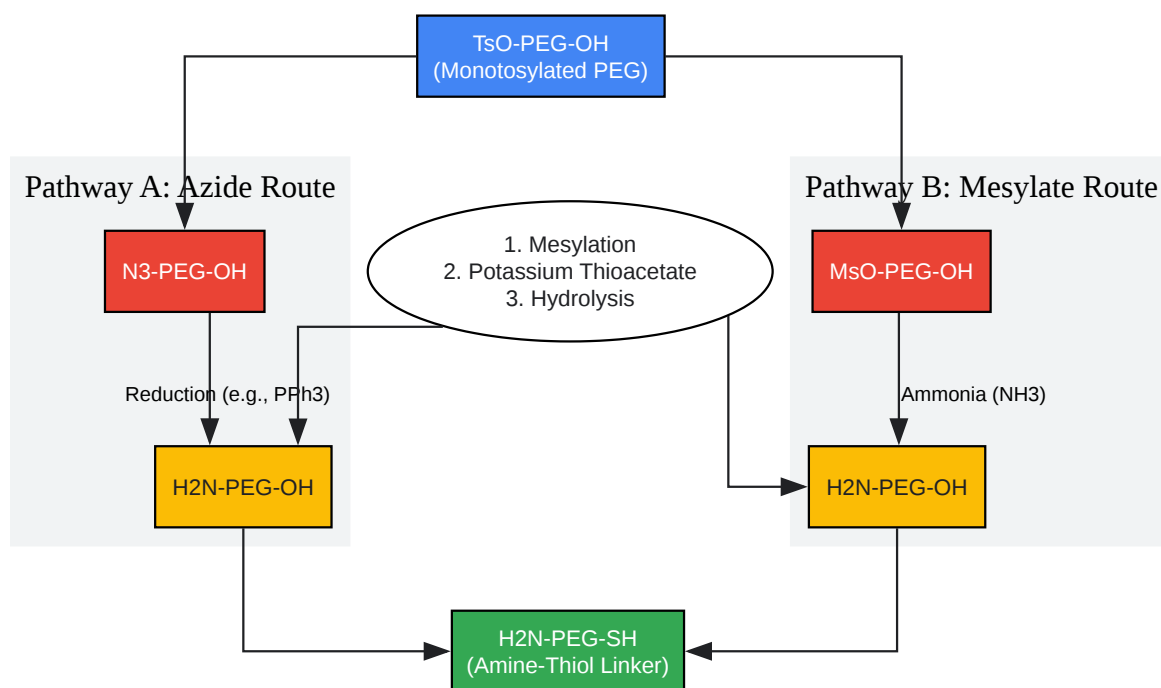 TsO-PEG-OH
(Monotosylated PEG)
Pathway A: Azide Route
Pathway B: Mesylate Route
N3-PEG-OH
1. Mesylation
2. Potassium Thioacetate
3. Hydrolysis
MsO-PEG-OH
Reduction (e.g., PPh3)
Ammonia (NH3)
H2N-PEG-OH
H2N-PEG-OH
H2N-PEG-SH
(Amine-Thiol Linker)